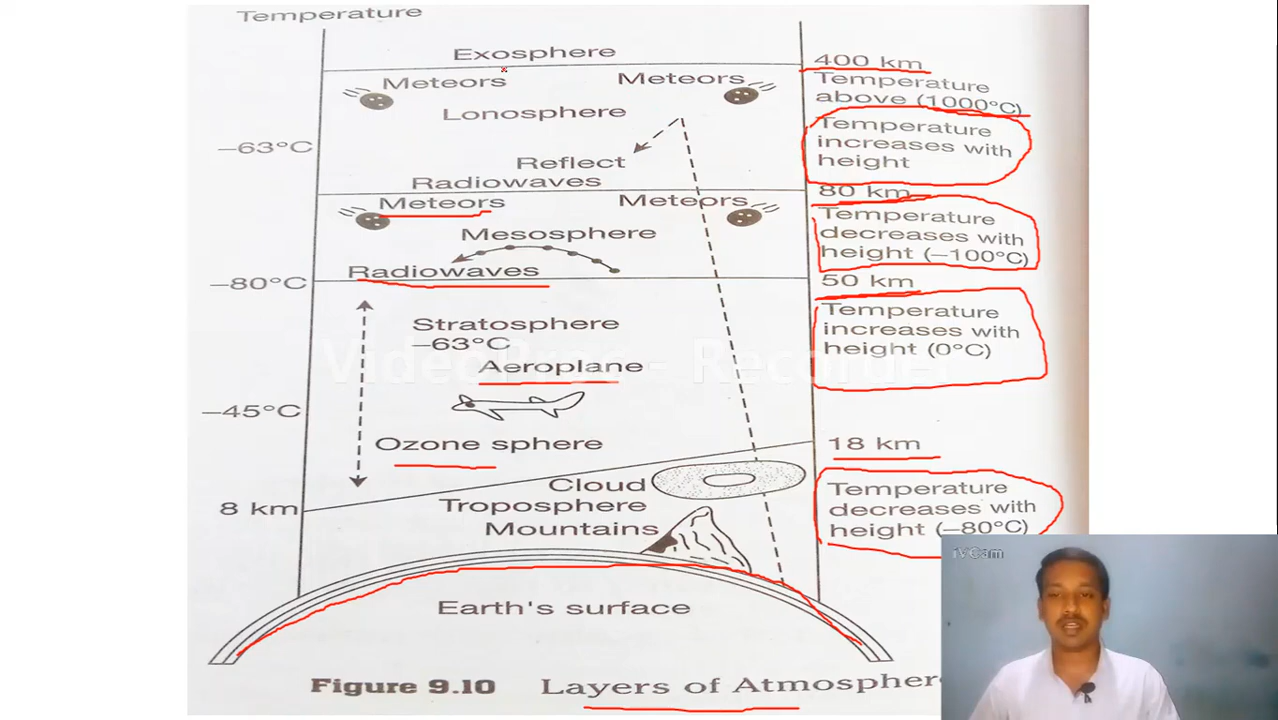 Temperature
Exosphere
400 km
Meteors
Meteors
Temperature
above (1000°C)
Lonosphere
Temperature
increases with
height
−63°C
Reflect
Radiowaves
80 km
Meteors
Meteors
Temperature
decreases with
height (−100°C)
Mesosphere
Radiowaves
−80°C
50 km
Stratosphere
−63°C
Temperature
increases with
height (0°C)
VideoProc - Recorder
Aeroplane
−45°C
Ozone sphere
18 km
Cloud
Temperature
decreases with
height (−80°C)
8 km
Troposphere
Mountains
iVCam
Earth's surface
Figure 9.10 Layers of Atmospher